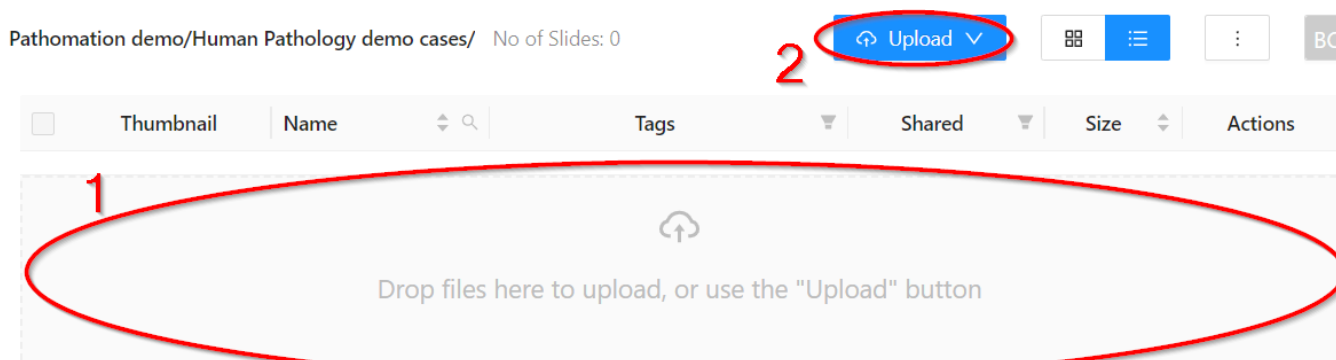 Pathomation demo/Human Pathology demo cases/ No of Slides: 0 2 Upload BC
Thumbnail Name Tags Shared Size Actions
1
Drop files here to upload, or use the "Upload" button